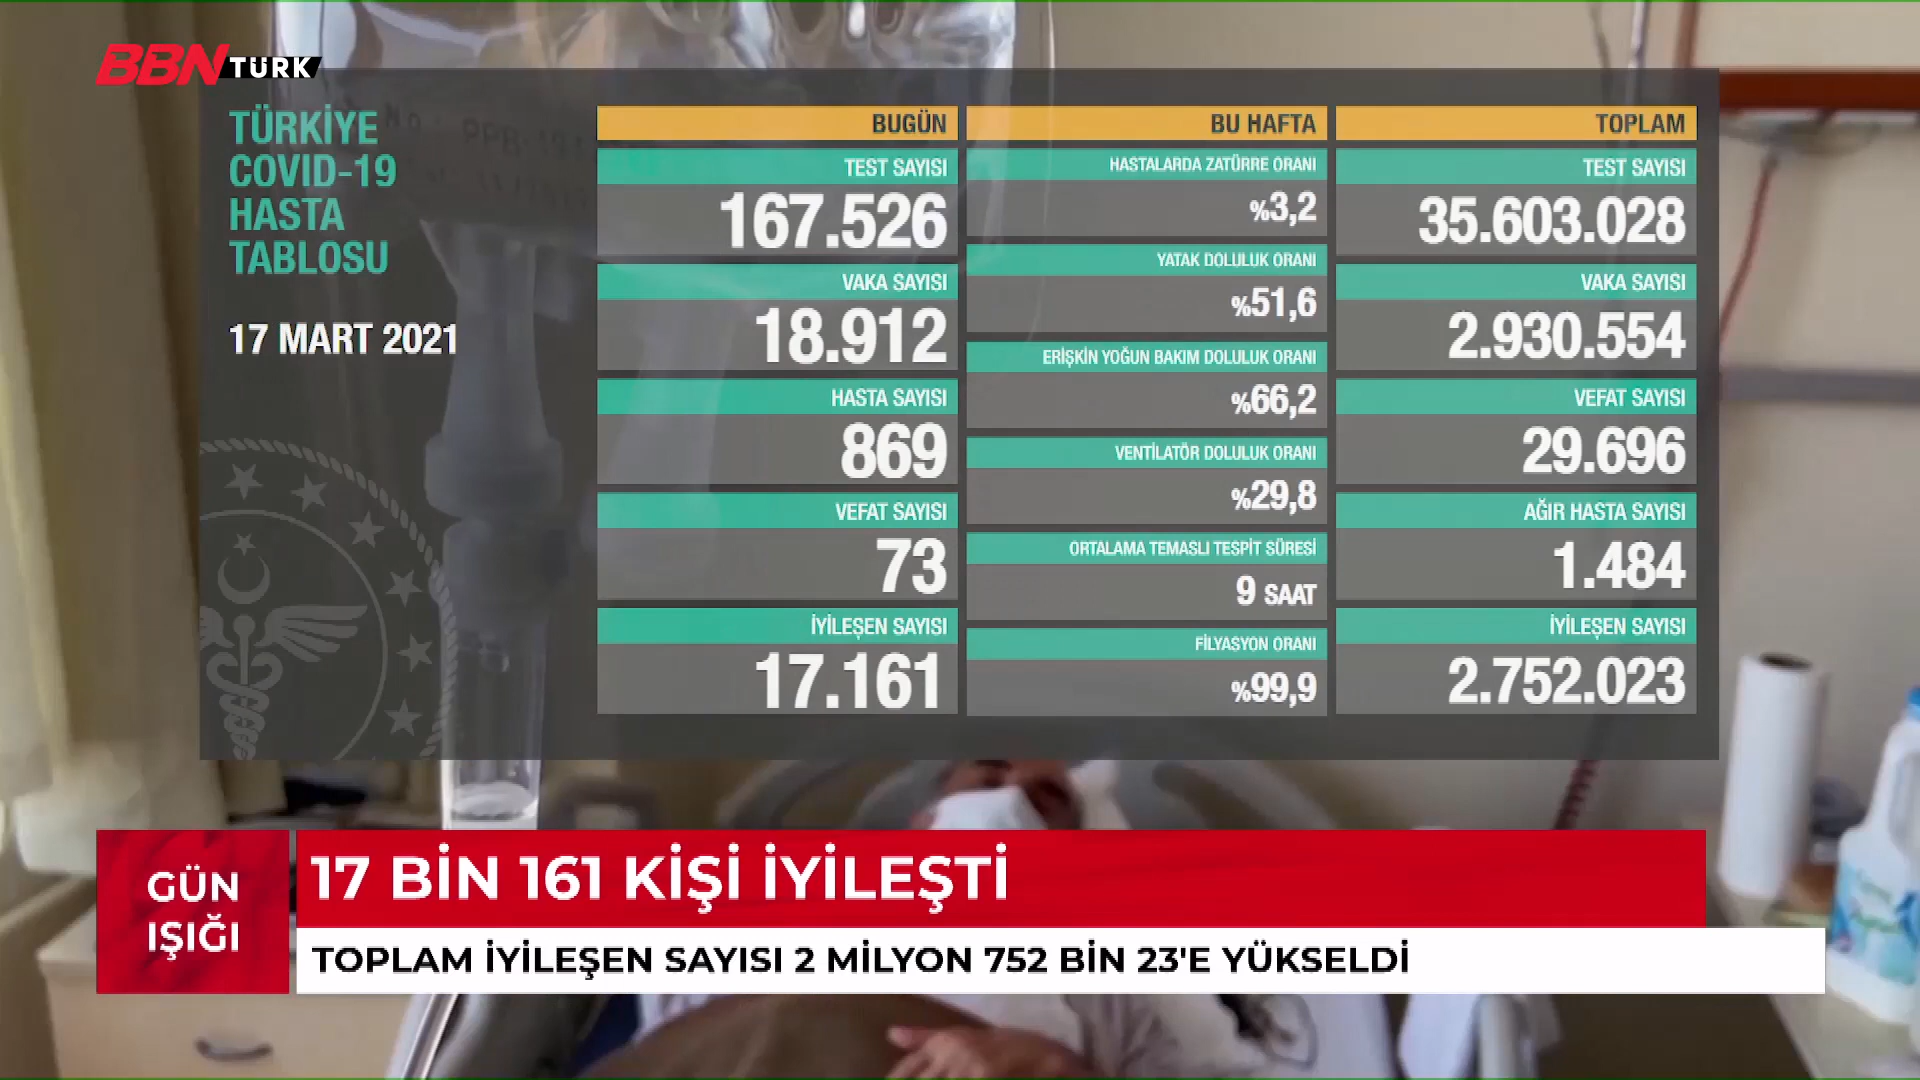 BBN TÜRK
TÜRKİYE
COVID-19
HASTA
TABLOSU
17 MART 2021
BUGÜN
TEST SAYISI
167.526
VAKA SAYISI
18.912
HASTA SAYISI
869
VEFAT SAYISI
73
İYİLEŞEN SAYISI
17.161
BU HAFTA
HASTALARDA ZATÜRRE ORANI
%3,2
YATAK DOLULUK ORANI
%51,6
ERİŞKİN YOĞUN BAKIM DOLULUK ORANI
%66,2
VENTİLATÖR DOLULUK ORANI
%29,8
ORTALAMA TEMASLI TESPİT SÜRESİ
9 SAAT
FİLYASYON ORANI
%99,9
TOPLAM
TEST SAYISI
35.603.028
VAKA SAYISI
2.930.554
VEFAT SAYISI
29.696
AĞIR HASTA SAYISI
1.484
İYİLEŞEN SAYISI
2.752.023
GÜN
IŞIĞI
17 BİN 161 KİŞİ İYİLEŞTİ
TOPLAM İYİLEŞEN SAYISI 2 MİLYON 752 BİN 23'E YÜKSELDİ